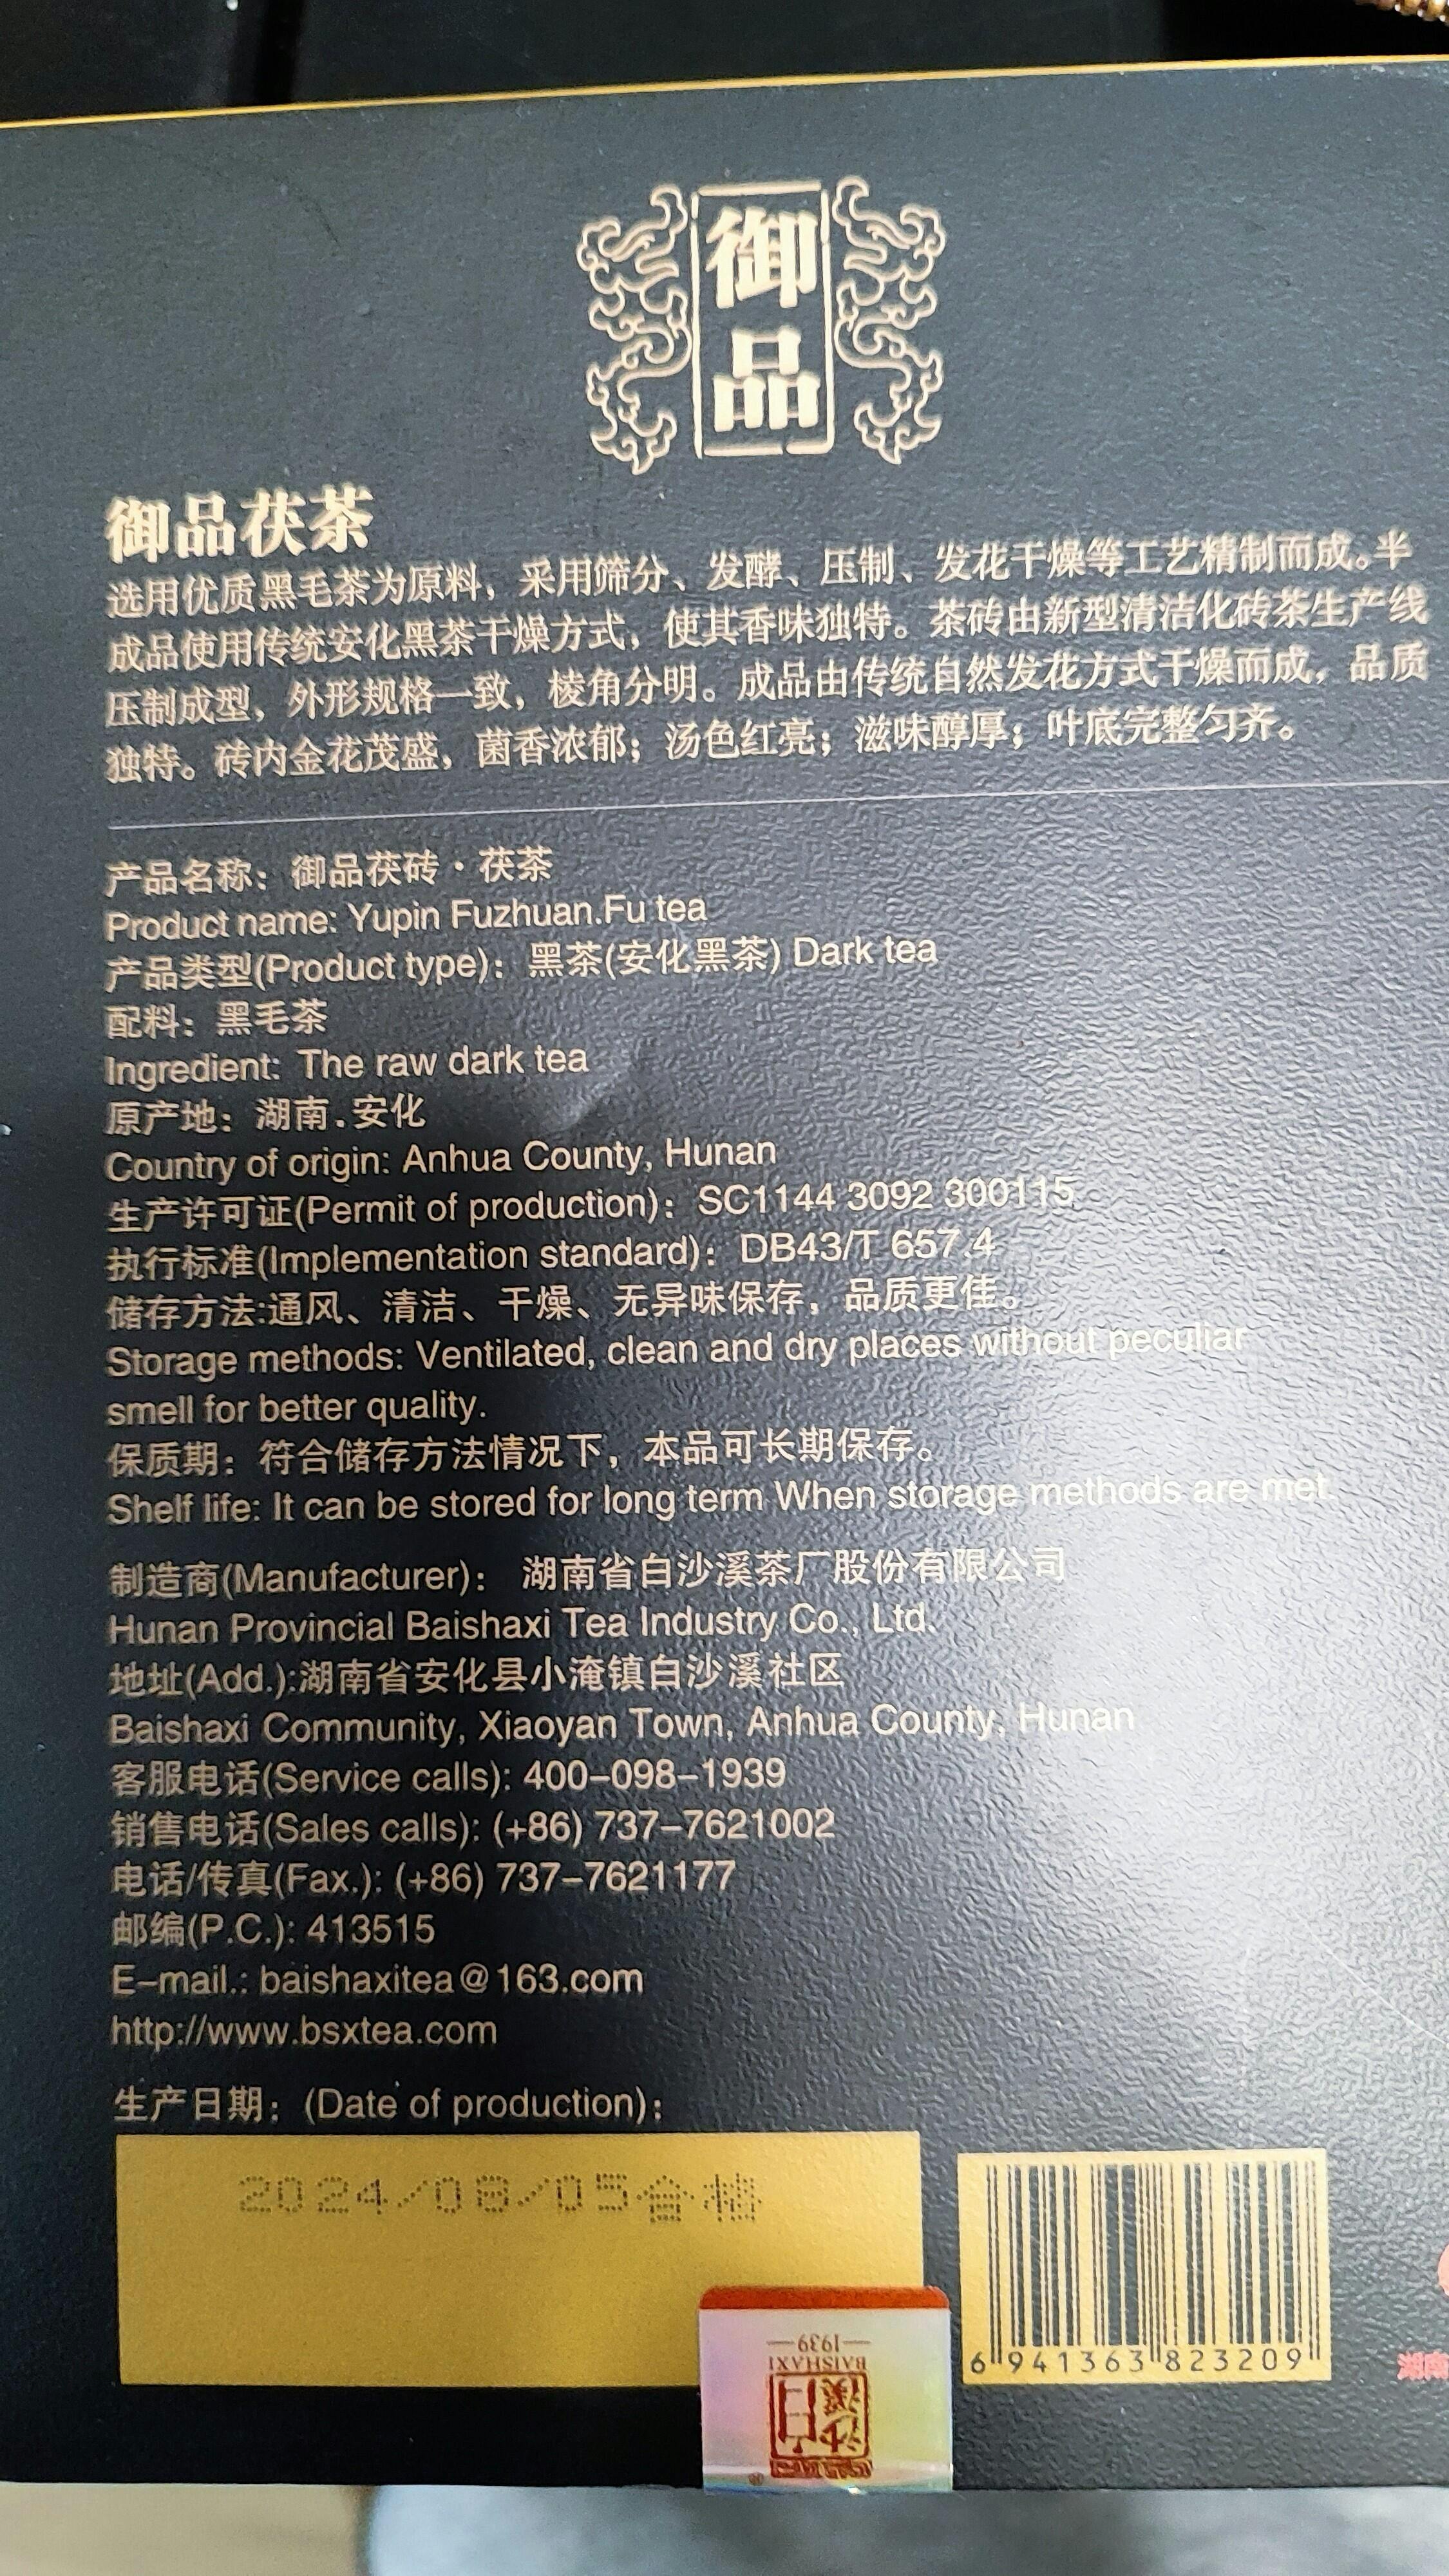 御
品
御品茯茶
选用优质黑毛茶为原料，采用筛分、发酵、压制、发花干燥等工艺精制而成。半
成品使用传统安化黑茶干燥方式，使其香味独特。茶砖由新型清洁化砖茶生产线
压制成型，外形规格一致，棱角分明。成品由传统自然发花方式干燥而成，品质
独特。砖内金花茂盛，菌香浓郁；汤色红亮；滋味醇厚；叶底完整匀齐。
产品名称：御品茯砖·茯茶
Product name: Yupin Fuzhuan.Fu tea
产品类型(Product type)：黑茶(安化黑茶) Dark tea
配料：黑毛茶
Ingredient: The raw dark tea
原产地：湖南.安化
Country of origin: Anhua County, Hunan
生产许可证(Permit of production)：SC1144 3092 300115
执行标准(Implementation standard)：DB43/T 657.4
储存方法:通风、清洁、干燥、无异味保存，品质更佳。
Storage methods: Ventilated, clean and dry places without peculiar
smell for better quality.
保质期：符合储存方法情况下，本品可长期保存。
Shelf life: It can be stored for long term When storage methods are met.
制造商(Manufacturer)： 湖南省白沙溪茶厂股份有限公司
Hunan Provincial Baishaxi Tea Industry Co., Ltd.
地址(Add.):湖南省安化县小淹镇白沙溪社区
Baishaxi Community, Xiaoyan Town, Anhua County, Hunan
客服电话(Service calls): 400-098-1939
销售电话(Sales calls): (+86) 737-7621002
电话/传真(Fax.): (+86) 737-7621177
邮编(P.C.): 413515
E-mail.: baishaxitea@163.com
http://www.bsxtea.com
生产日期：(Date of production)：
2024/08/05合格
6 941363 823209
1939
BAISHAXI
白沙溪
湖南